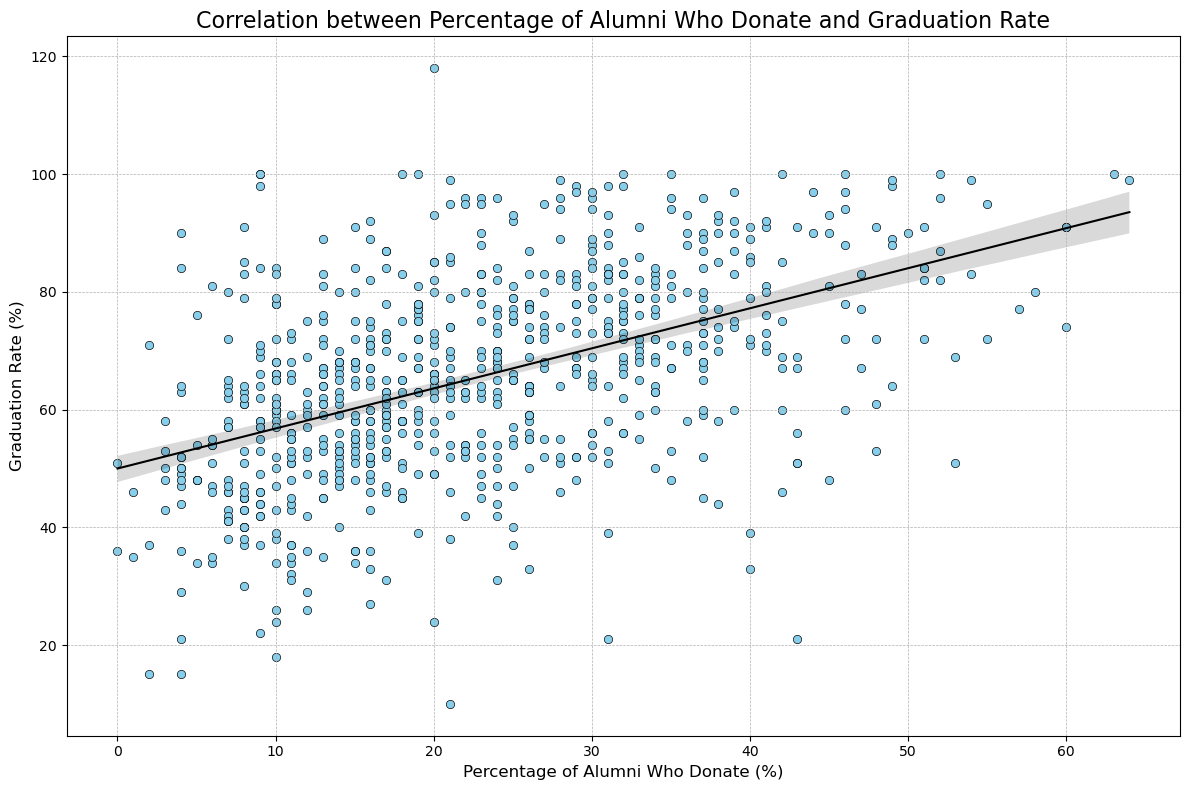 Correlation between Percentage of Alumni Who Donate and Graduation Rate
120
100
80
60
40
20
Graduation Rate (%)
0 10 20 30 40 50 60
Percentage of Alumni Who Donate (%)